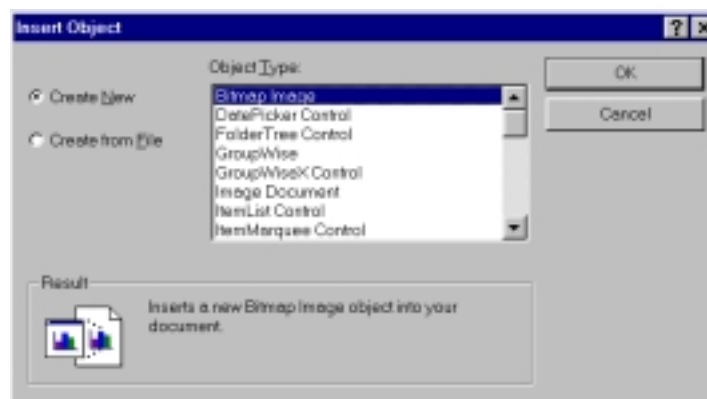 Insert Object
Object Type:
Create New
Create from File
Bitmap Image
DatePicker Control
FolderTree Control
GroupWise
GroupWiseX Control
Image Document
ItemList Control
ItemMarquee Control
OK
Cancel
Result
Inserts a new Bitmap Image object into your
document.